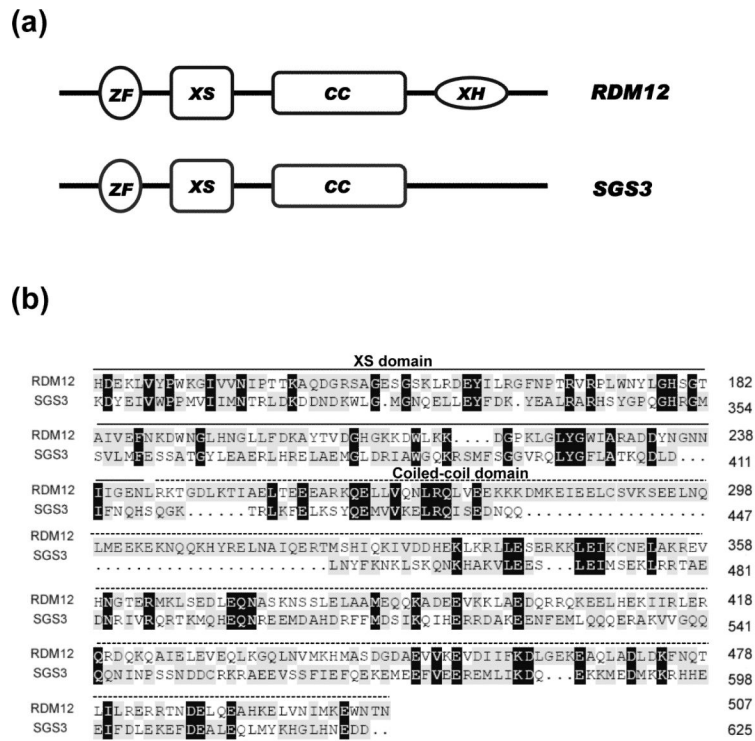 (a)
ZF XS CC XH RDM12
ZF XS CC SGS3
(b)
XS domain
RDM12 HDEKLVYPWKGIVVNIPTTKAQDGRSAGESGSKLRDEYILRGFNPTRVRPLWNYLGHSGT 182
SGS3 KDYEIVWPPMVIIMNTRLDKDDNDKWLG.MGNQELLEYFDK.YEALRARHSYGPQGHRGM 354
RDM12 AIVEFNKDWNGLHNGLLFDKAYTVDGHGKKDWLKK....DGPKLGLYGWIARADDYNGNN 238
SGS3 SVLMFESSATGYLEAERLHRELAEMGLDRIAWGQKRSMFSGGVRQLYGFLATKQDLD... 411
Coiled-coil domain
RDM12 IIGENLRKTGDLKTIAELTEEEARKQELLVQNLRQLVEEKKKDMKEIEELCSVKSEELNQ 298
SGS3 IFNQHSQGK.......TRLKFELKSYQEMVVKELRQISEDNQQ................. 447
RDM12 LMEEKEKNQQKHYRELNAIQERTMSHIQKIVDDHEKLKRLLESERKKLEIKCNELAKREV 358
SGS3 .......................LNYFKNKLSKQNKHAKVLEES...LEIMSEKLRRTAE 481
RDM12 HNGTERMKLSEDLEQNASKNSSLELAAMEQQKADEEVKKLAEDQRRQKEELHEKIIRLER 418
SGS3 DNRIVRQRTKMQHEQNREEMDAHDRFFMDSIKQIHERRDAKEENFEMLQQQERAKVVGQQ 541
RDM12 QRDQKQAIELEVEQLKGQLNVMKHMASDGDAEVVKEVDIIFKDLGEKEAQLADLDKFNQT 478
SGS3 QQNINPSSNDDCRKRAEEVSSFIEFQEKEMEEFVEEREMLIKDQ...EKKMEDMKKRHHE 598
RDM12 LILRERRTNDELQEAHKELVNIMKEWNTN 507
SGS3 EIFDLEKEFDEALEQLMYKHGLHNEDD.. 625